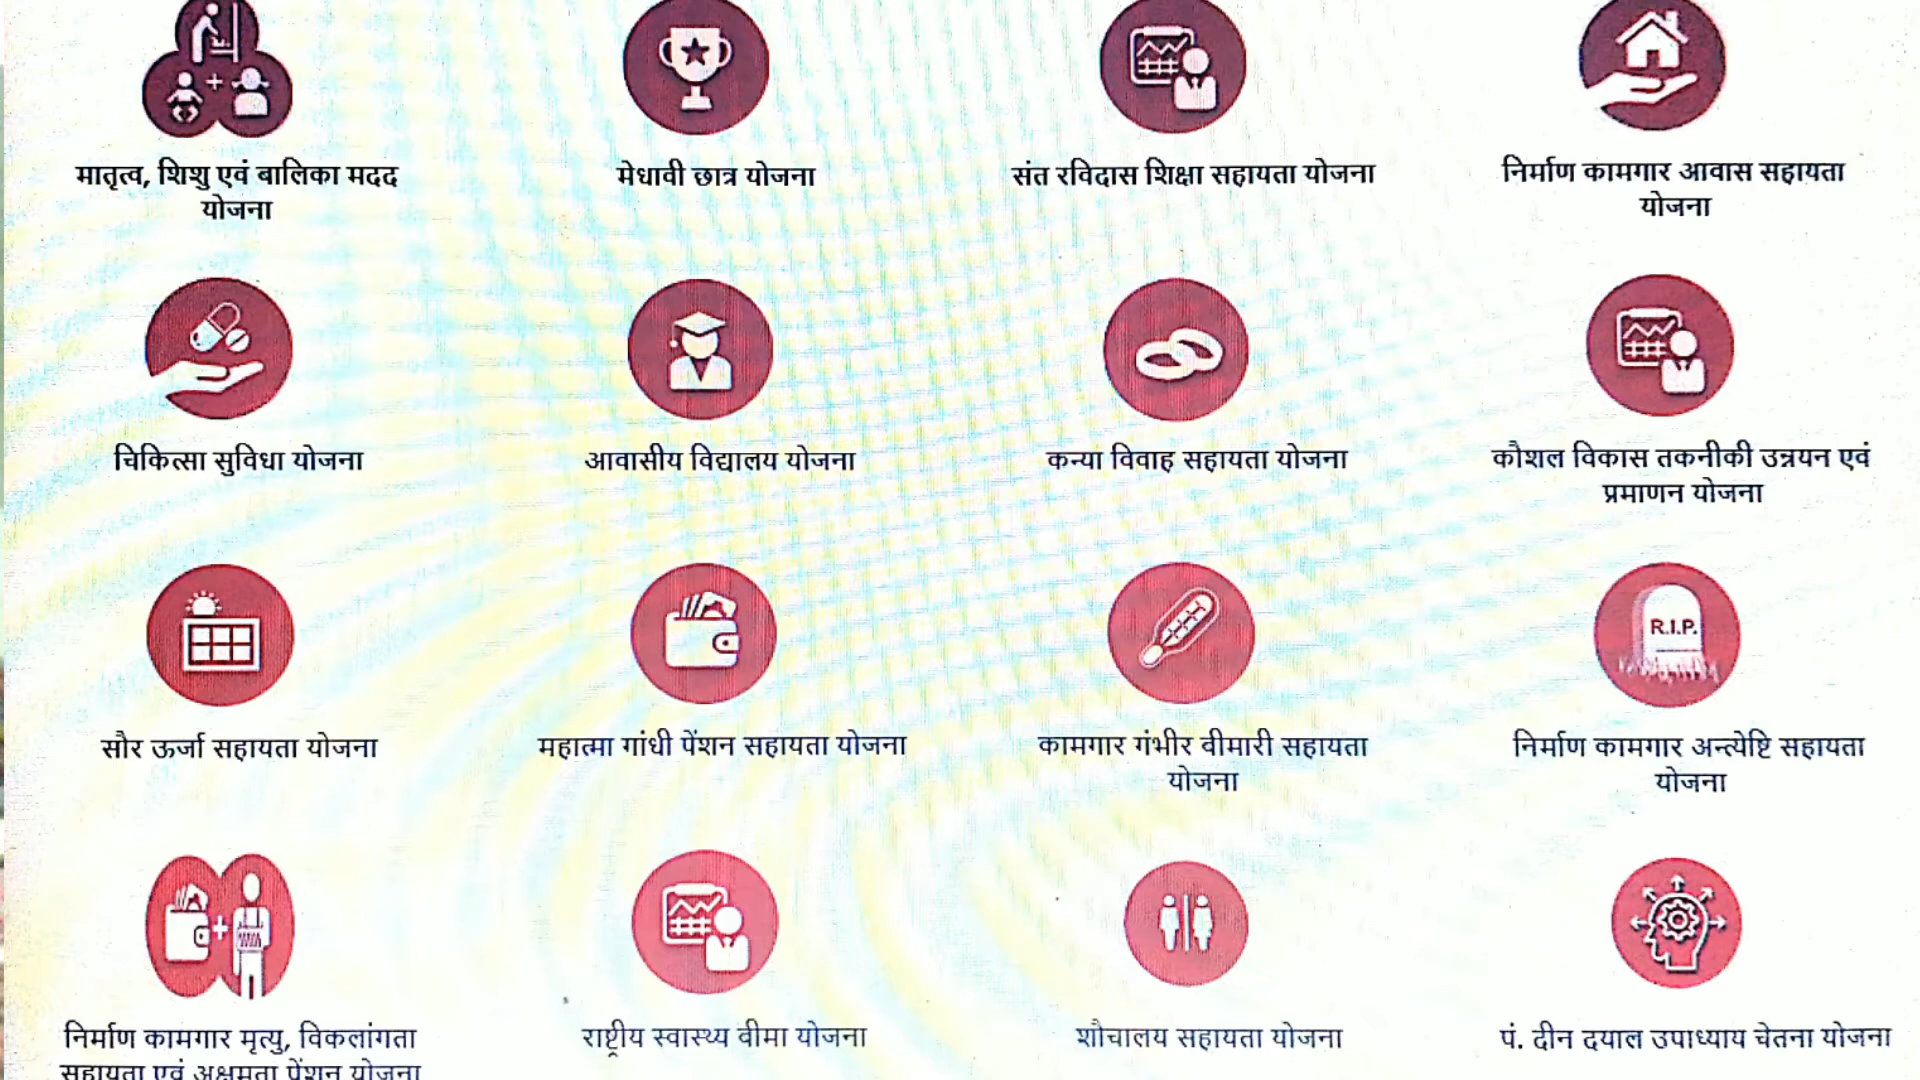 मातृत्व, शिशु एवं बालिका मदद
योजना
मेधावी छात्र योजना
संत रविदास शिक्षा सहायता योजना
निर्माण कामगार आवास सहायता
योजना
चिकित्सा सुविधा योजना
आवासीय विद्यालय योजना
कन्या विवाह सहायता योजना
कौशल विकास तकनीकी उन्नयन एवं
प्रमाणन योजना
R.I.P.
सौर ऊर्जा सहायता योजना
महात्मा गांधी पेंशन सहायता योजना
कामगार गंभीर बीमारी सहायता
योजना
निर्माण कामगार अन्त्येष्टि सहायता
योजना
निर्माण कामगार मृत्यु, विकलांगता
सहायता एवं अक्षमता पेंशन योजना
राष्ट्रीय स्वास्थ्य बीमा योजना
शौचालय सहायता योजना
पं. दीन दयाल उपाध्याय चेतना योजना